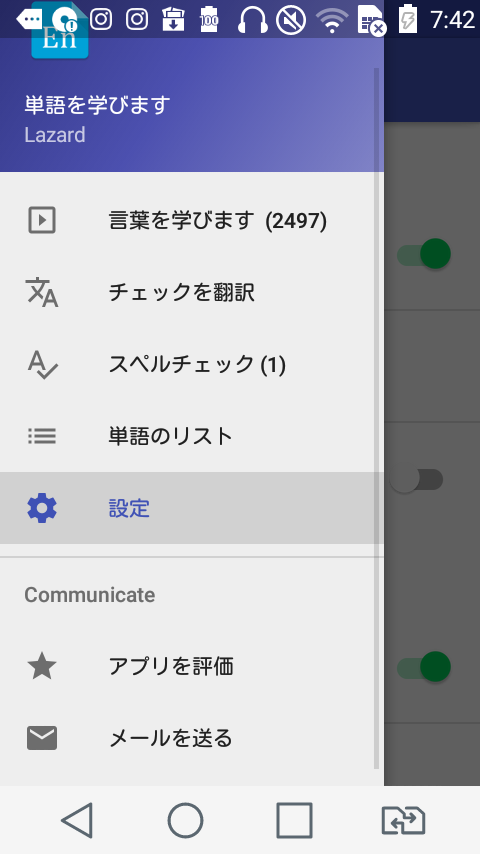 100
7:42
En
単語を学びます
Lazard
言葉を学びます (2497)
チェックを翻訳
スペルチェック (1)
単語のリスト
設定
Communicate
アプリを評価
メールを送る